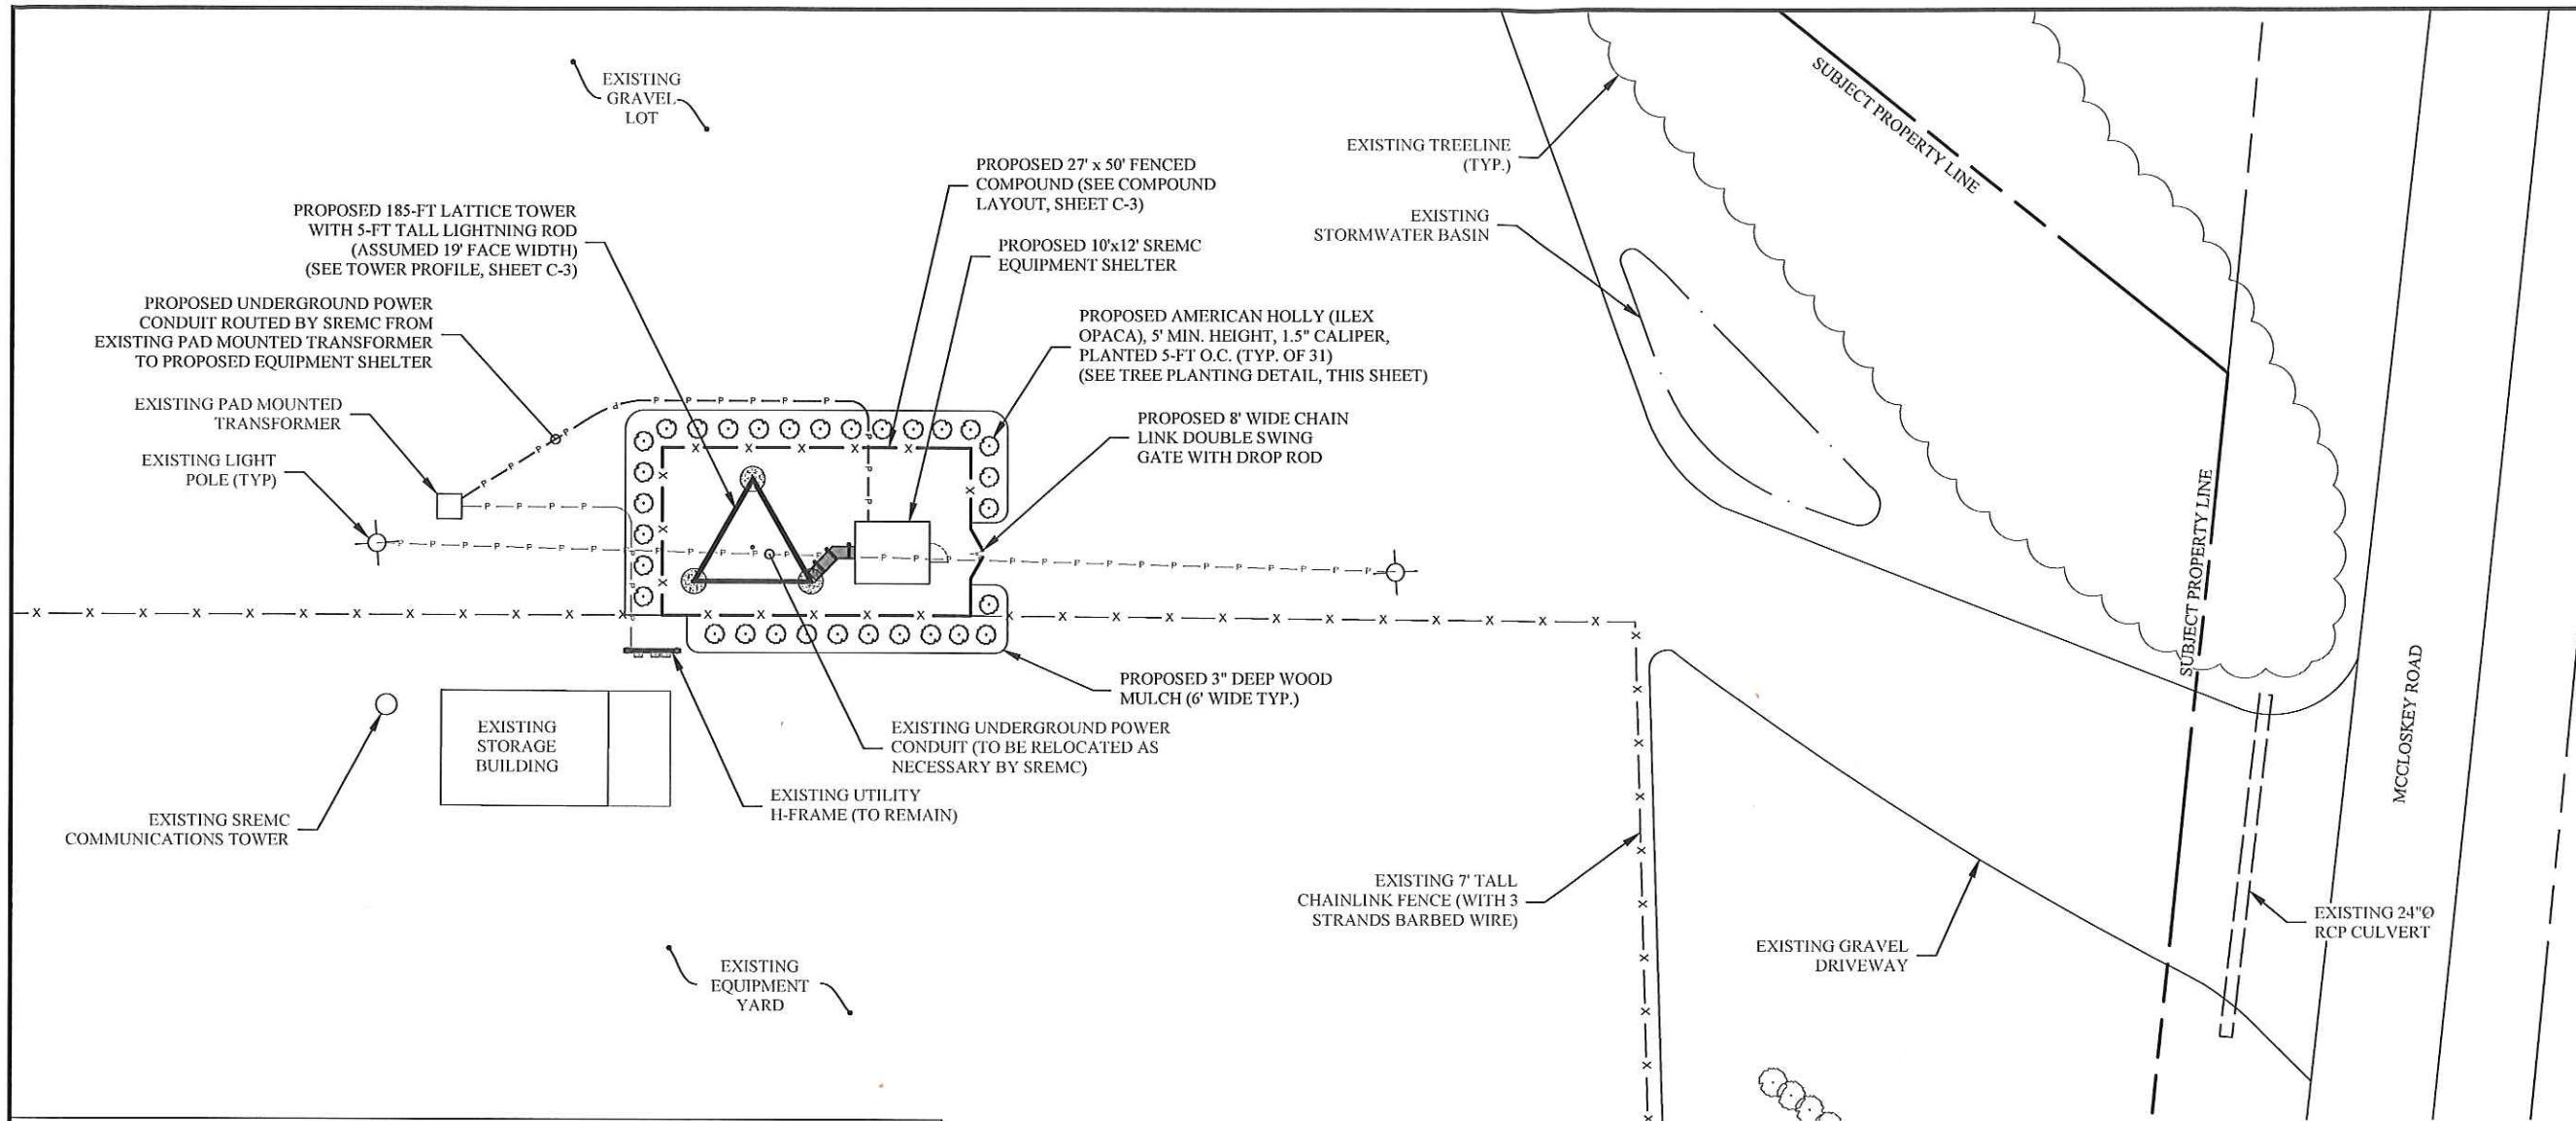 EXISTING
GRAVEL
LOT
SUBJECT PROPERTY LINE
EXISTING TREELINE
(TYP.)
PROPOSED 27' x 50' FENCED
COMPOUND (SEE COMPOUND
LAYOUT, SHEET C-3)
PROPOSED 185-FT LATTICE TOWER
WITH 5-FT TALL LIGHTNING ROD
(ASSUMED 19' FACE WIDTH)
(SEE TOWER PROFILE, SHEET C-3)
EXISTING
STORMWATER BASIN
PROPOSED 10'x12' SREMC
EQUIPMENT SHELTER
PROPOSED UNDERGROUND POWER
CONDUIT ROUTED BY SREMC FROM
EXISTING PAD MOUNTED TRANSFORMER
TO PROPOSED EQUIPMENT SHELTER
PROPOSED AMERICAN HOLLY (ILEX
OPACA), 5' MIN. HEIGHT, 1.5" CALIPER,
PLANTED 5-FT O.C. (TYP. OF 31)
(SEE TREE PLANTING DETAIL, THIS SHEET)
EXISTING PAD MOUNTED
TRANSFORMER
PROPOSED 8' WIDE CHAIN
LINK DOUBLE SWING
GATE WITH DROP ROD
EXISTING LIGHT
POLE (TYP)
SUBJECT PROPERTY LINE
PROPOSED 3" DEEP WOOD
MULCH (6' WIDE TYP.)
MCCLOSKEY ROAD
EXISTING
STORAGE
BUILDING
EXISTING UNDERGROUND POWER
CONDUIT (TO BE RELOCATED AS
NECESSARY BY SREMC)
EXISTING UTILITY
H-FRAME (TO REMAIN)
EXISTING SREMC
COMMUNICATIONS TOWER
EXISTING 7' TALL
CHAINLINK FENCE (WITH 3
STRANDS BARBED WIRE)
EXISTING 24"Ø
RCP CULVERT
EXISTING GRAVEL
DRIVEWAY
EXISTING
EQUIPMENT
YARD